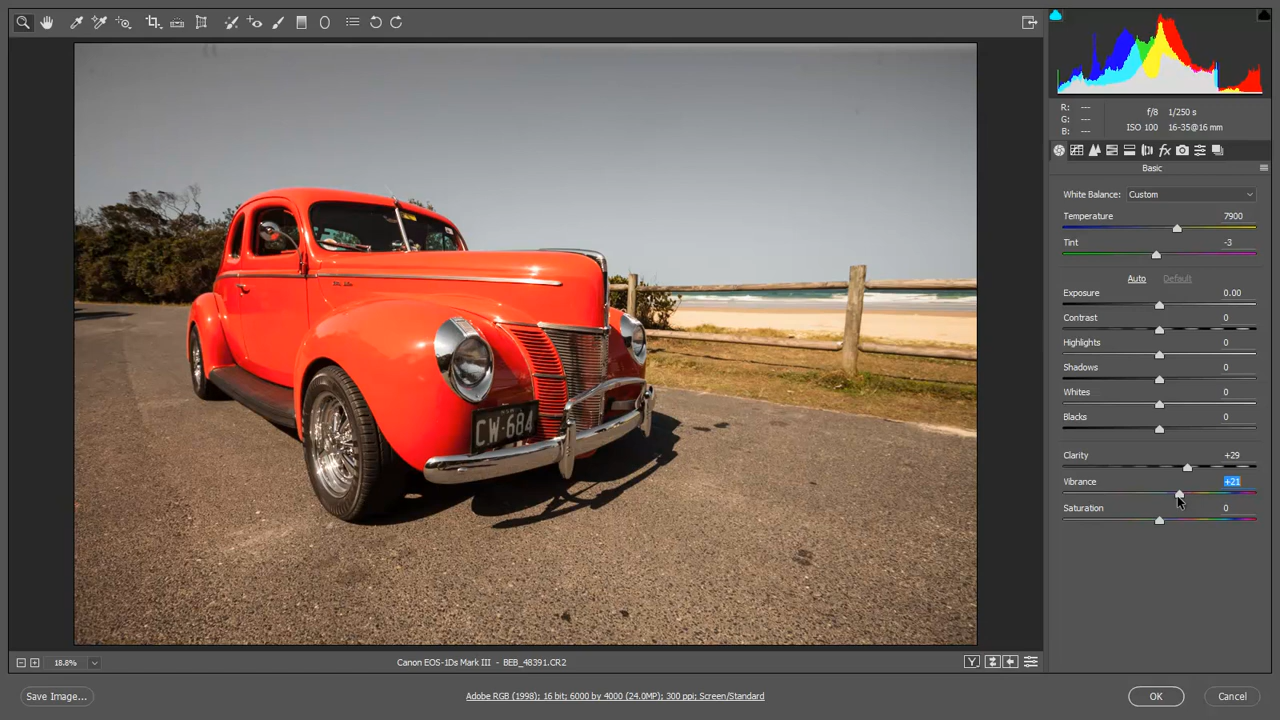 R: ---
G: ---
B: ---
f/8 1/250 s
ISO 100 16-35@16 mm
fx
Basic
White Balance: Custom
Temperature 7900
Tint -3
Auto Default
Exposure 0.00
Contrast 0
Highlights 0
Shadows 0
Whites 0
Blacks 0
Clarity +29
Vibrance +21
Saturation 0
CW-684
18.8%
Canon EOS-1Ds Mark III - BEB_48391.CR2
Y
Save Image...
Adobe RGB (1998); 16 bit; 6000 by 4000 (24.0MP); 300 ppi; Screen/Standard
OK
Cancel